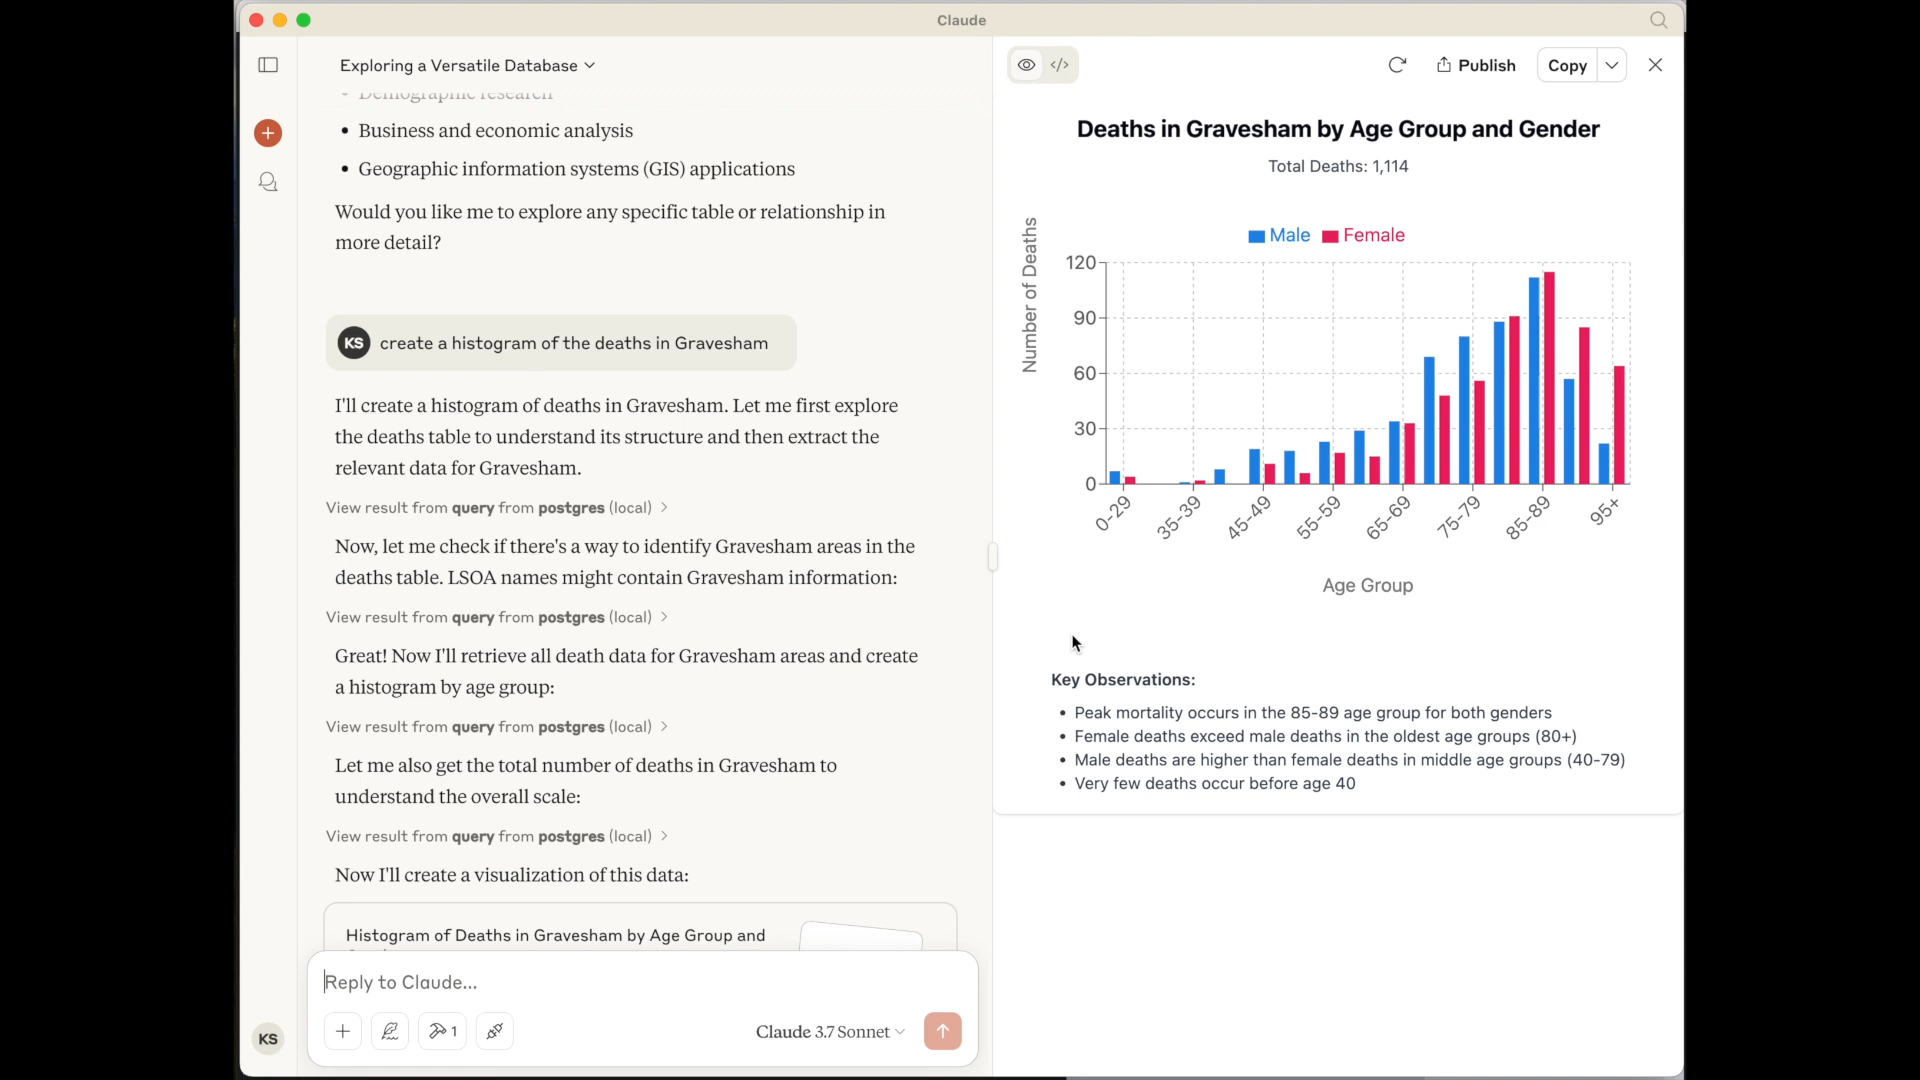 Claude
Exploring a Versatile Database
Demographic research
• Business and economic analysis
• Geographic information systems (GIS) applications
Would you like me to explore any specific table or relationship in
more detail?
KS create a histogram of the deaths in Gravesham
I'll create a histogram of deaths in Gravesham. Let me first explore
the deaths table to understand its structure and then extract the
relevant data for Gravesham.
View result from query from postgres (local)
Now, let me check if there's a way to identify Gravesham areas in the
deaths table. LSOA names might contain Gravesham information:
View result from query from postgres (local)
Great! Now I'll retrieve all death data for Gravesham areas and create
a histogram by age group:
View result from query from postgres (local)
Let me also get the total number of deaths in Gravesham to
understand the overall scale:
View result from query from postgres (local)
Now I'll create a visualization of this data:
Histogram of Deaths in Gravesham by Age Group and
Reply to Claude...
1
Claude 3.7 Sonnet
KS
</>
Publish
Copy
Deaths in Gravesham by Age Group and Gender
Total Deaths: 1,114
Male Female
Number of Deaths
120
90
60
30
0
0-29 35-39 45-49 55-59 65-69 75-79 85-89 95+
Age Group
Key Observations:
• Peak mortality occurs in the 85-89 age group for both genders
• Female deaths exceed male deaths in the oldest age groups (80+)
• Male deaths are higher than female deaths in middle age groups (40-79)
• Very few deaths occur before age 40